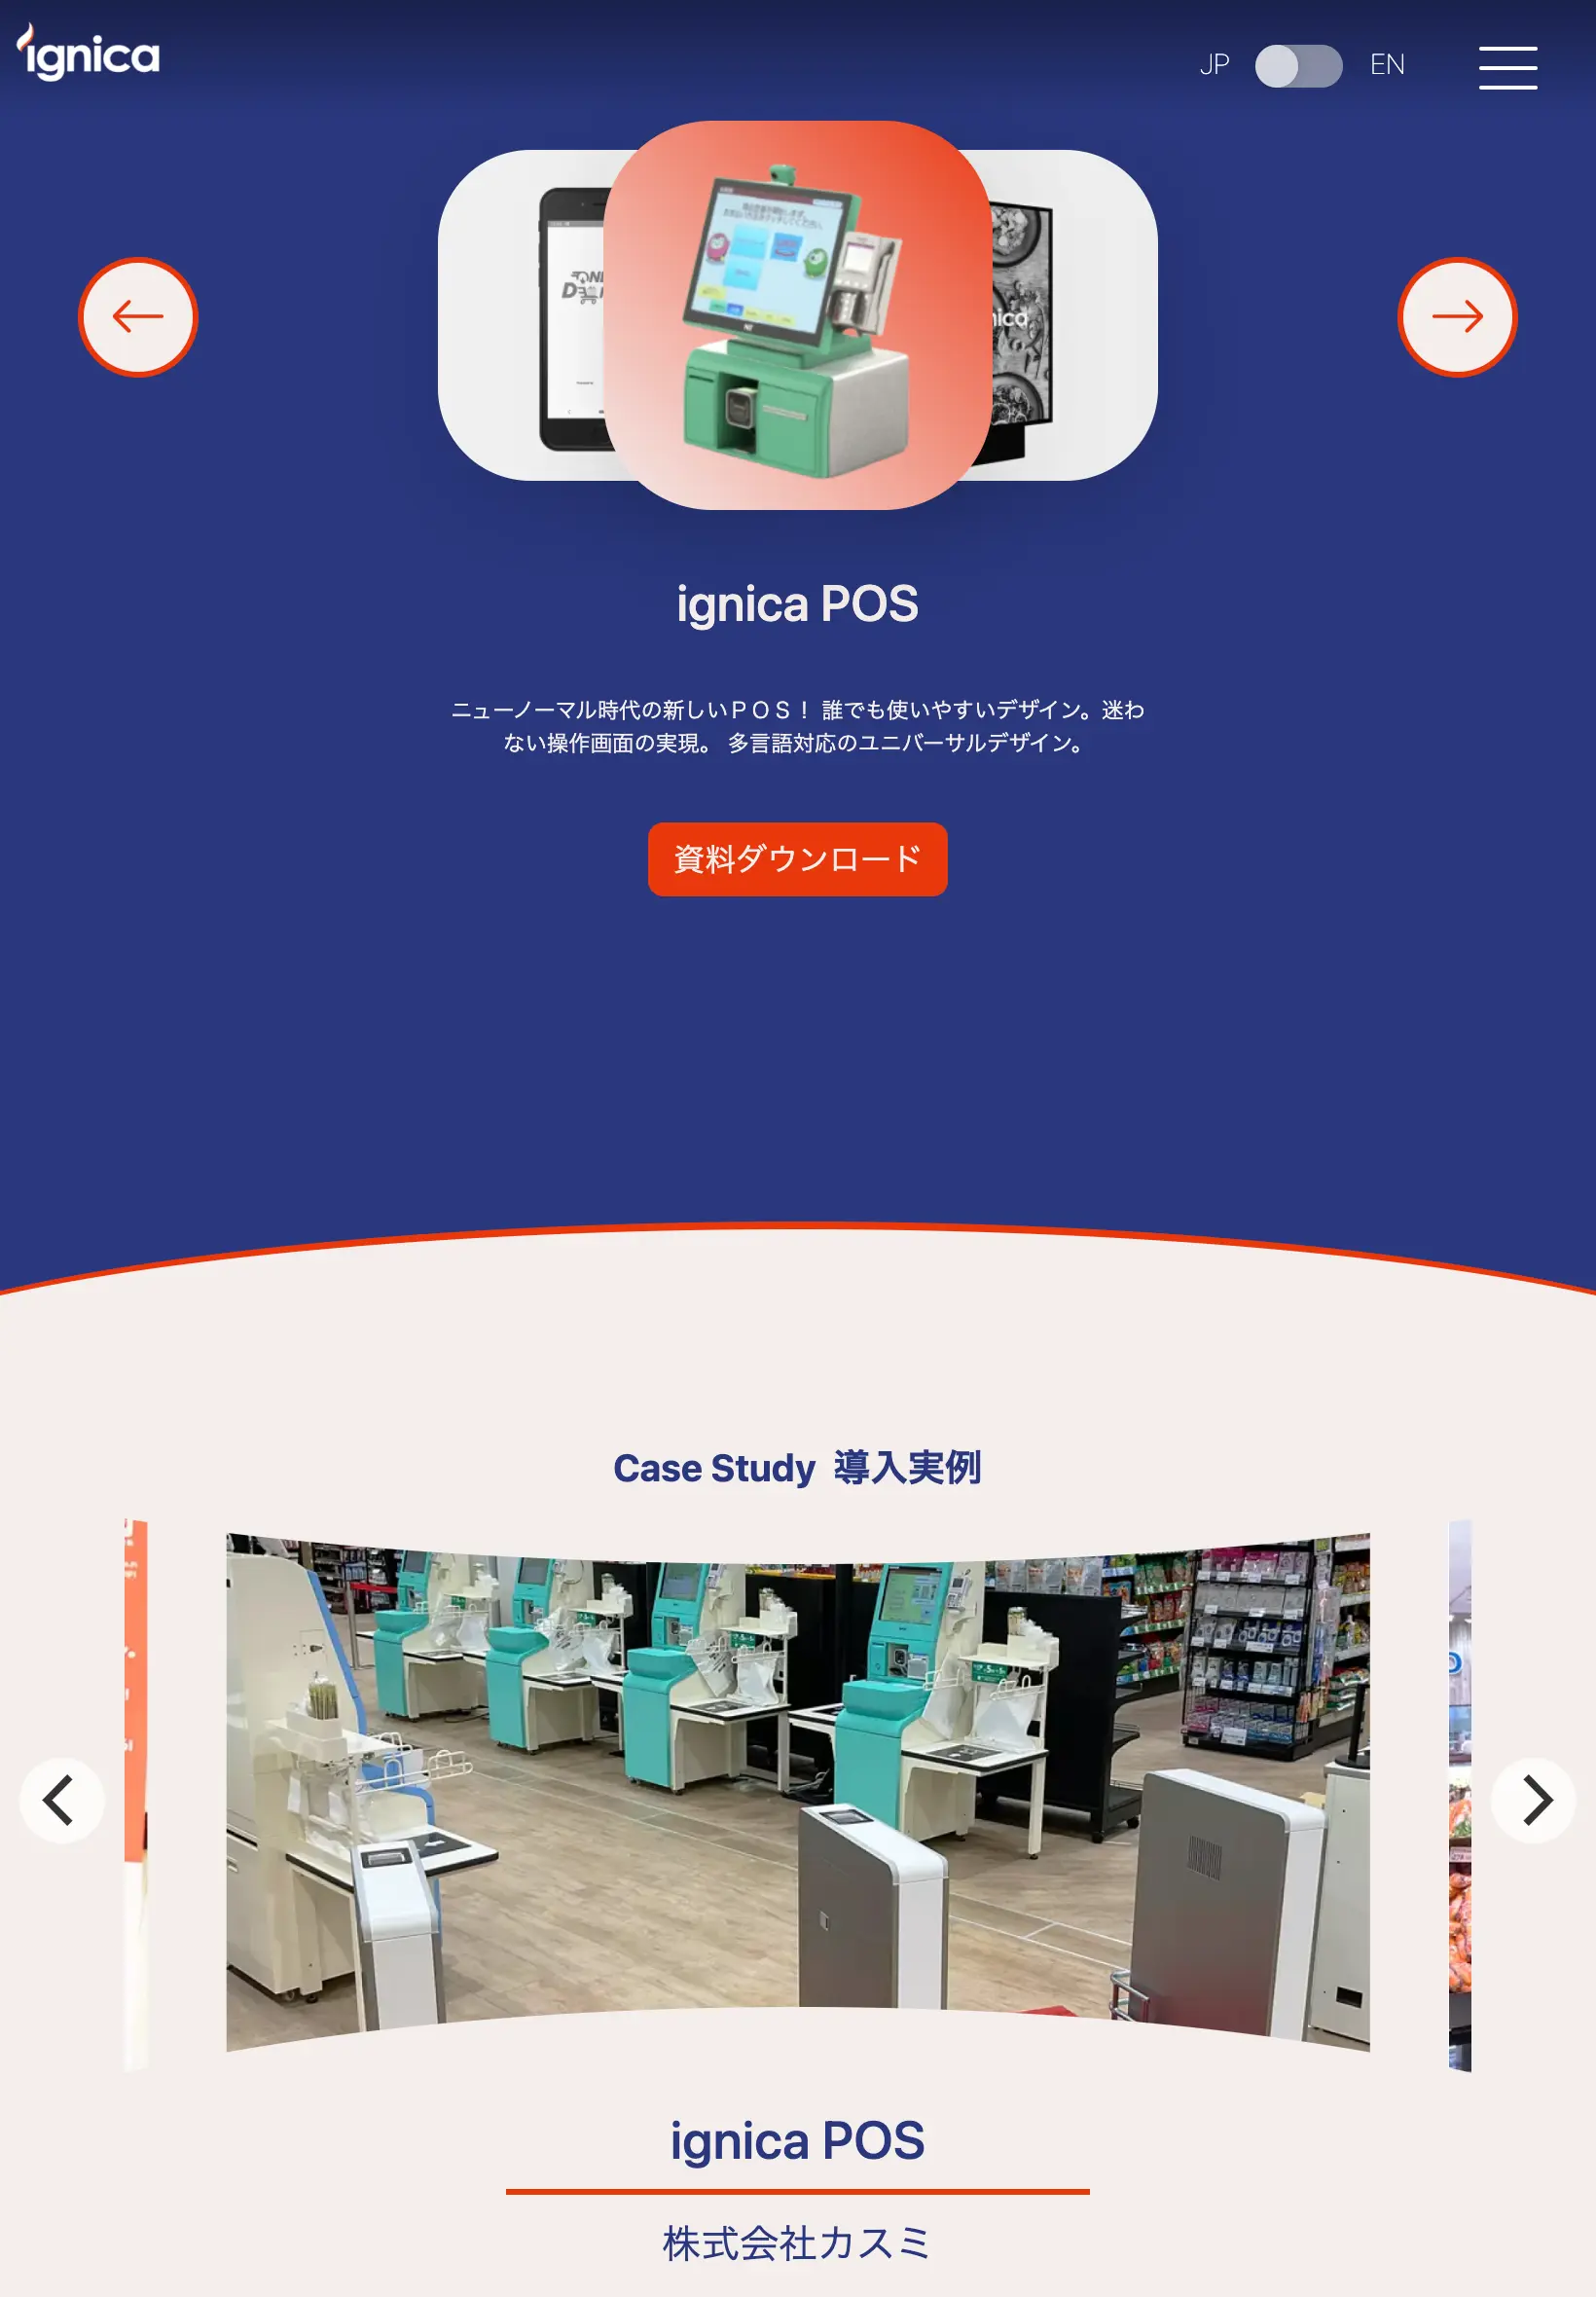 ignica
JP
EN
ignica POS
ニューノーマル時代の新しいＰＯＳ！ 誰でも使いやすいデザイン。迷わ
ない操作画面の実現。 多言語対応のユニバーサルデザイン。
資料ダウンロード
Case Study 導入実例
ignica POS
株式会社カスミ